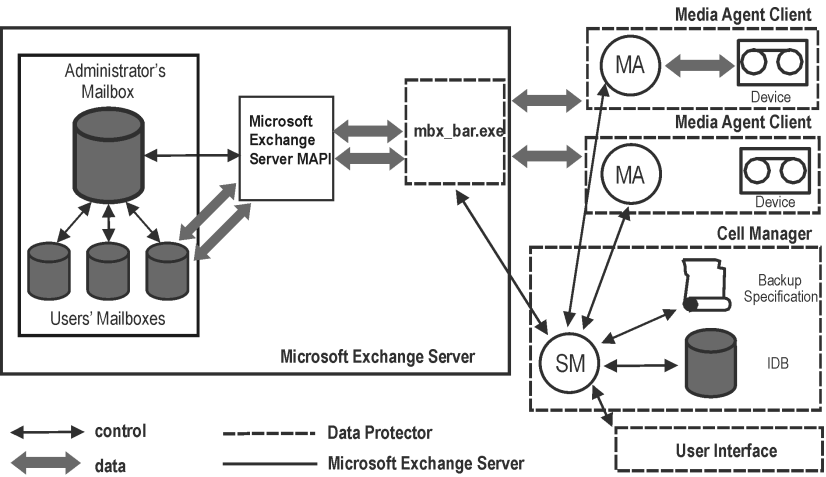 Media Agent Client
MA
Device
Media Agent Client
MA
Device
Administrator's
Mailbox
Microsoft
Exchange
Server MAPI
mbx_bar.exe
Users' Mailboxes
Microsoft Exchange Server
Cell Manager
Backup
Specification
SM
IDB
User Interface
control
data
Data Protector
Microsoft Exchange Server